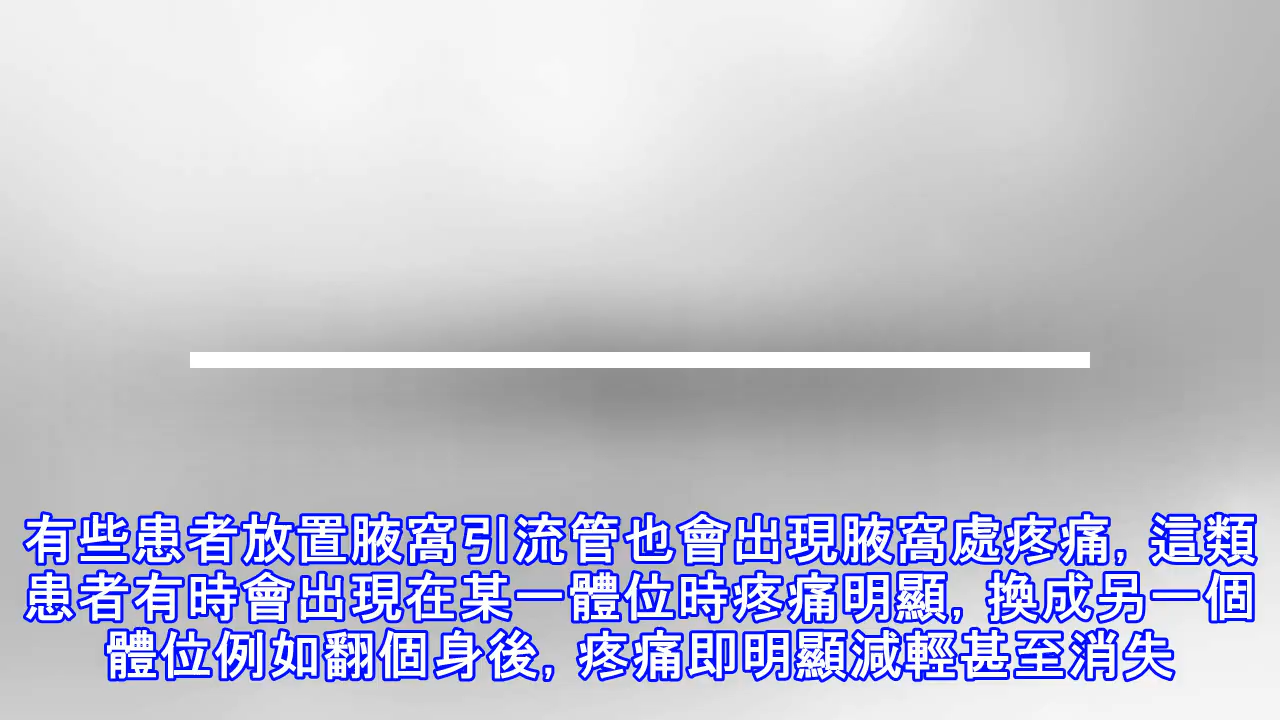 有些患者放置腋窩引流管也會出現腋窩處疼痛, 這類
患者有時會出現在某一體位時疼痛明顯, 換成另一個
體位例如翻個身後, 疼痛即明顯減輕甚至消失